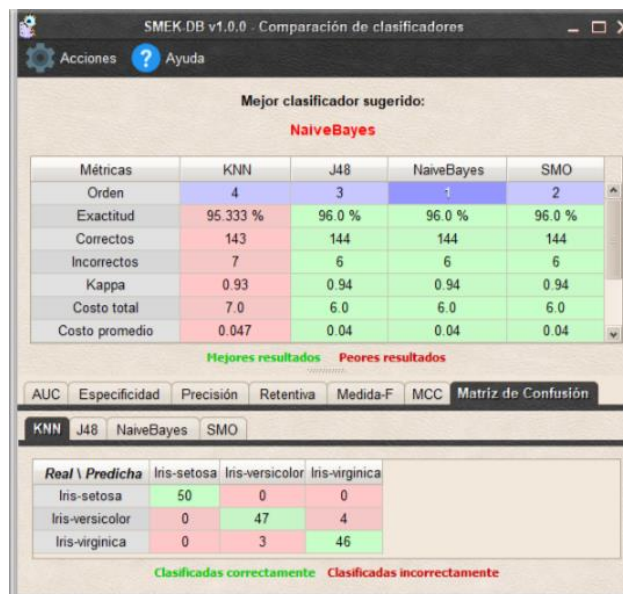 SMEK-DB v1.0.0 - Comparación de clasificadores
Acciones ? Ayuda
Mejor clasificador sugerido:
NaiveBayes
Métricas KNN J48 NaiveBayes SMO
Orden 4 3 1 2
Exactitud 95.333 % 96.0 % 96.0 % 96.0 %
Correctos 143 144 144 144
Incorrectos 7 6 6 6
Kappa 0.93 0.94 0.94 0.94
Costo total 7.0 6.0 6.0 6.0
Costo promedio 0.047 0.04 0.04 0.04
Mejores resultados Peores resultados
AUC Especificidad Precisión Retentiva Medida-F MCC Matriz de Confusión
KNN J48 NaiveBayes SMO
Real \ Predicha Iris-setosa Iris-versicolor Iris-virginica
Iris-setosa 50 0 0
Iris-versicolor 0 47 4
Iris-virginica 0 3 46
Clasificadas correctamente Clasificadas incorrectamente